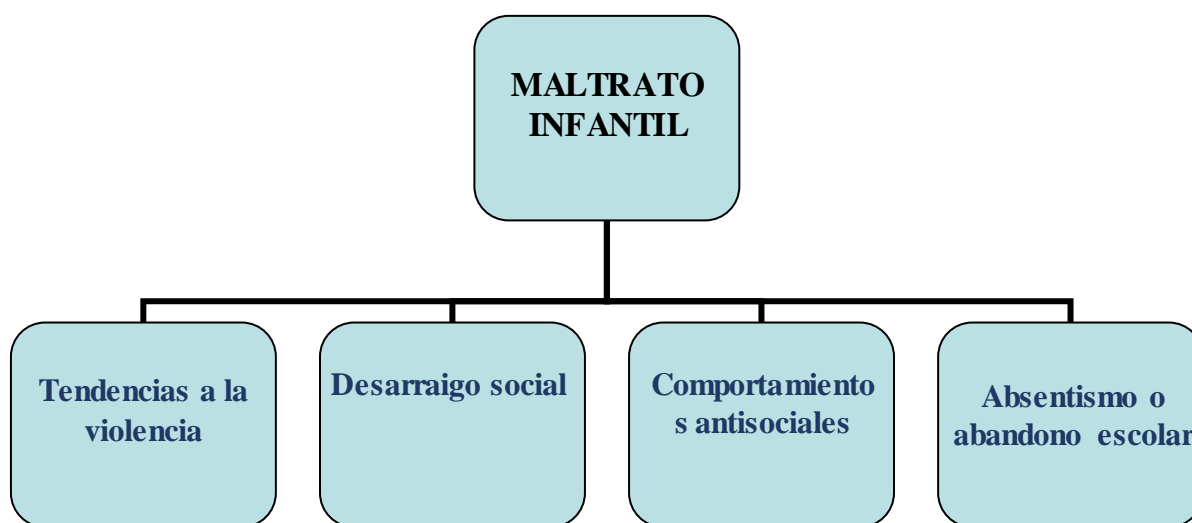 MALTRATO
INFANTIL
Tendencias a la
violencia
Desarraigo social
Comportamiento
s antisociales
Absentismo o
abandono escolar